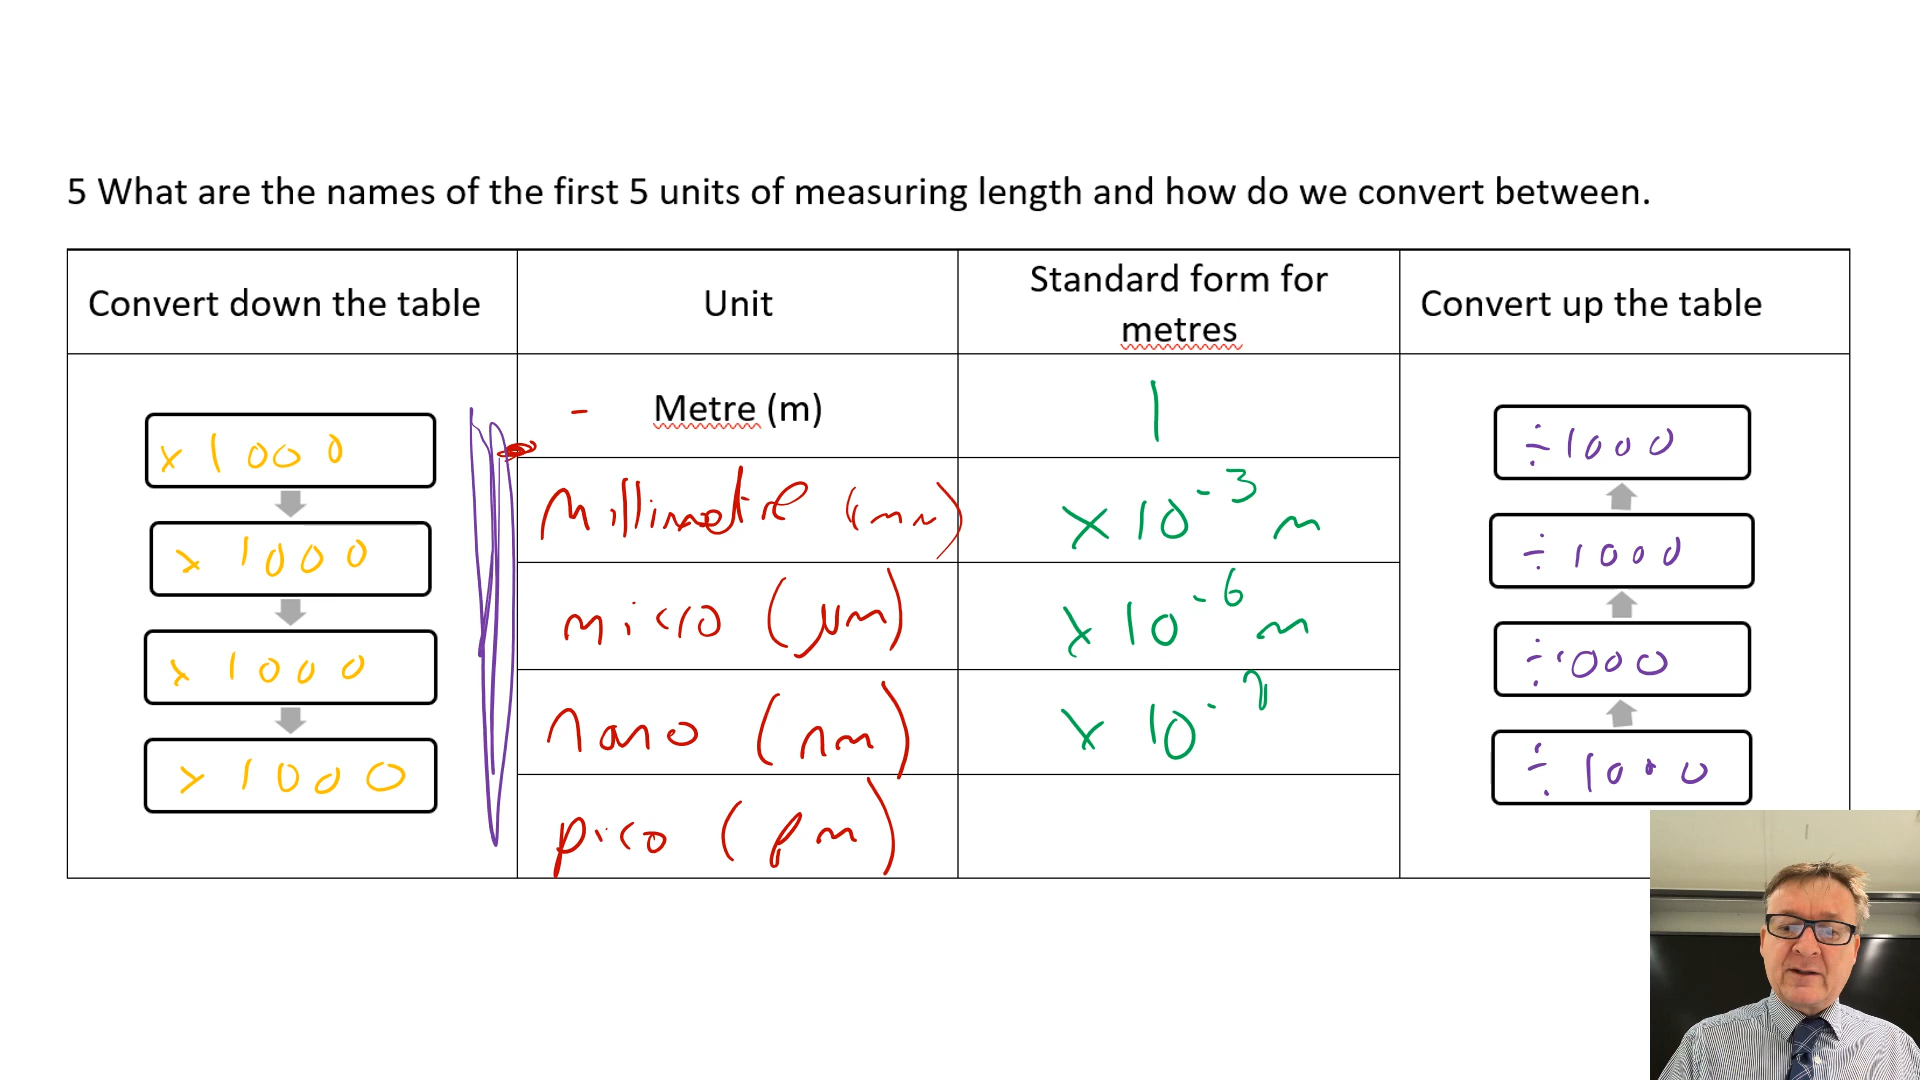 5 What are the names of the first 5 units of measuring length and how do we convert between.
Convert down the table
Unit
Standard form for
metres
Convert up the table
- Metre (m)
1
x 1000
÷ 1000
Millimetre (mm)
x 10⁻³ m
x 1000
÷ 1000
micro (μm)
x 10⁻⁶ m
x 1000
÷ 1000
nano (nm)
x 10⁻
x 1000
÷ 1000
pico (pm)